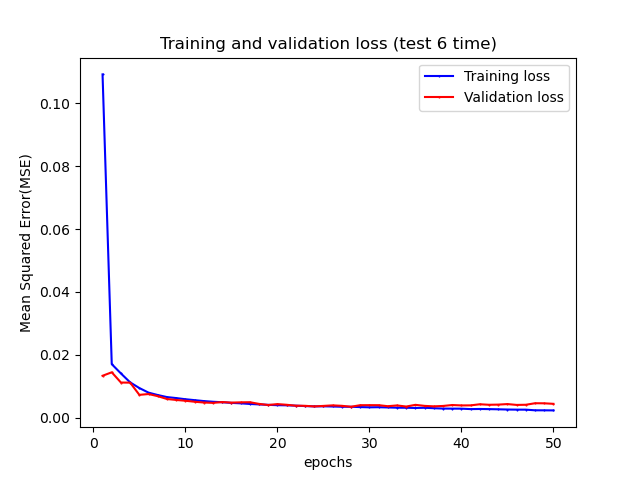 Training and validation loss (test 6 time)
Training loss
Validation loss
Mean Squared Error(MSE)
0.10
0.08
0.06
0.04
0.02
0.00
0 10 20 30 40 50
epochs